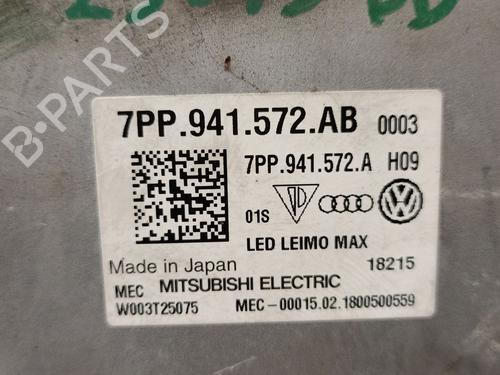 7PP.941.572.AB 0003
7PP.941.572.A H09
01S
LED LEIMO MAX
Made in Japan 18215
MEC MITSUBISHI ELECTRIC
W003T25075 MEC-00015.02.1800500559